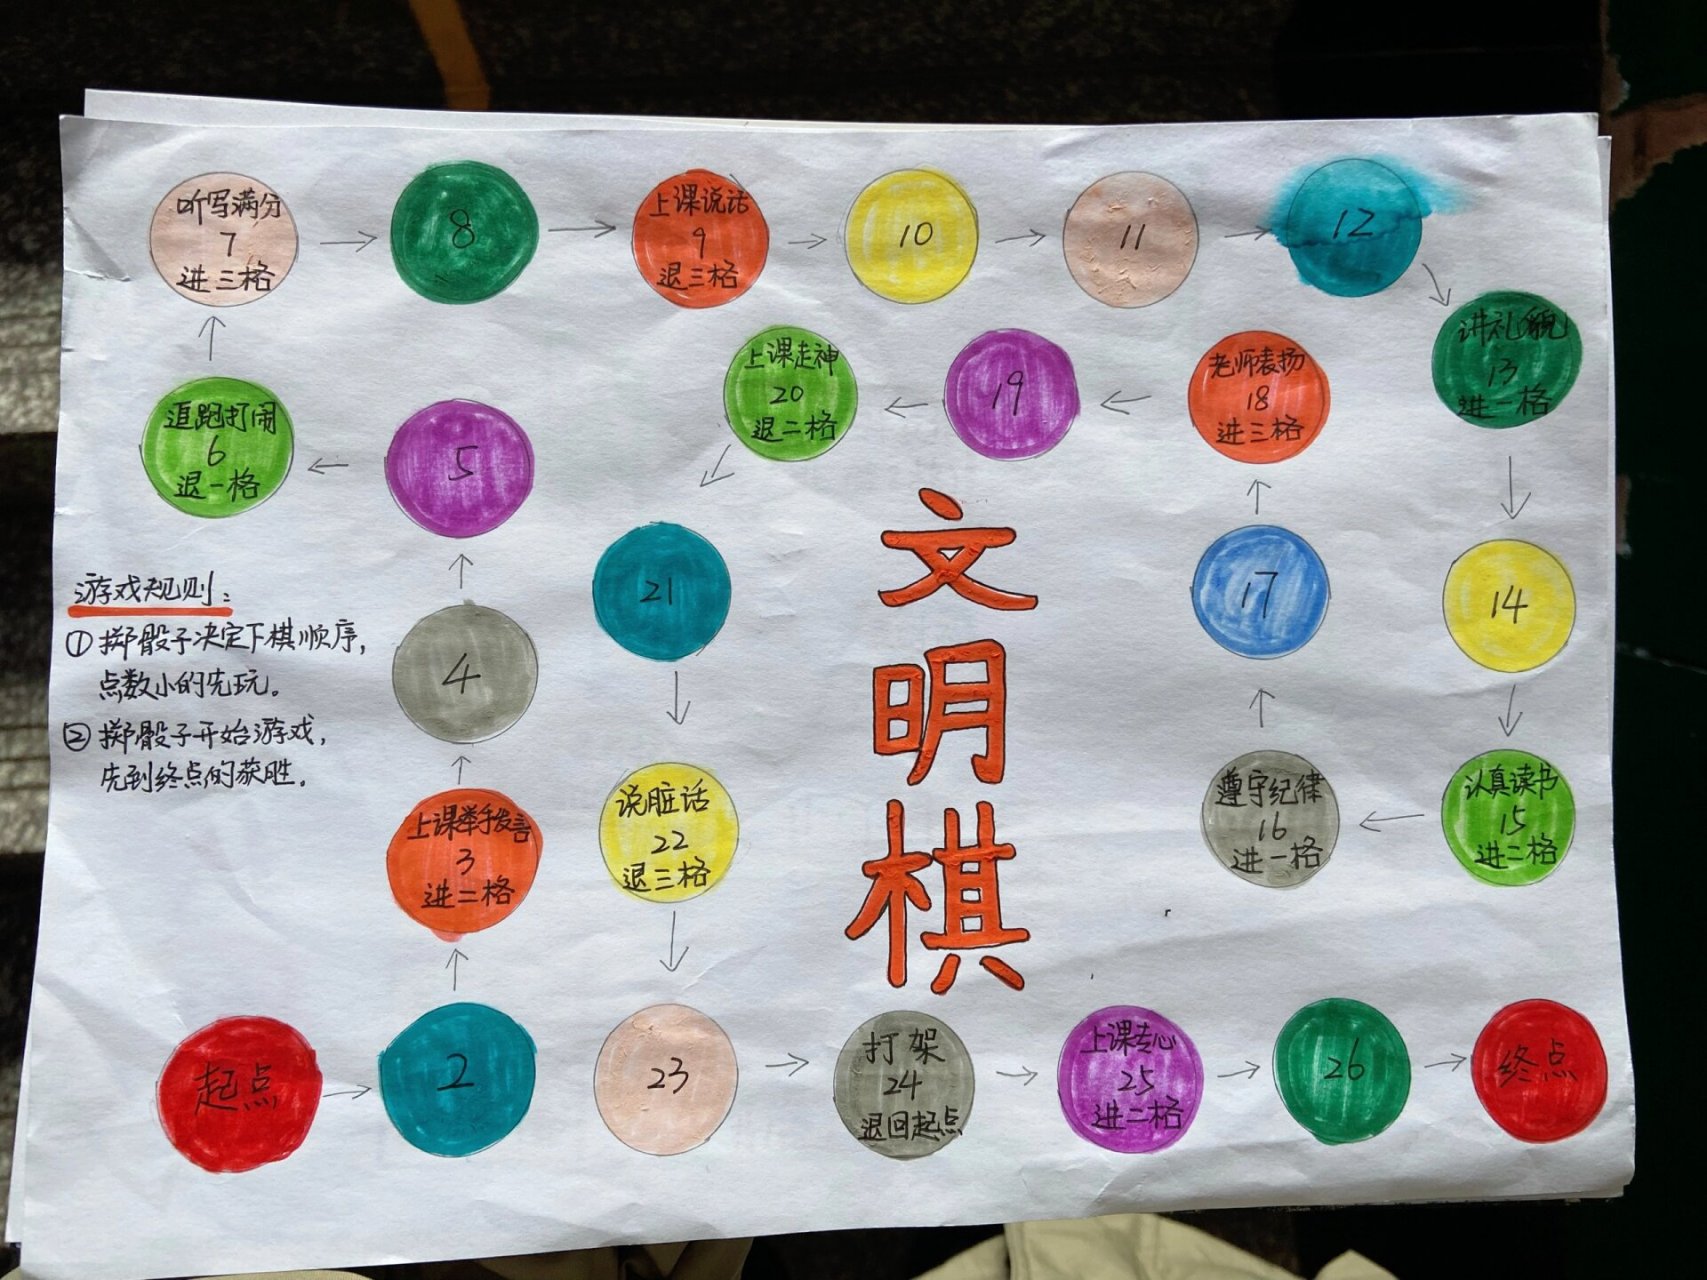 起点
2
上课举手发言
3
进二格
4
5
追跑打闹
6
退一格
听写满分
7
进三格
8
上课说话
9
退三格
10
11
12
讲礼貌
13
进一格
14
认真读书
15
进二格
遵守纪律
16
进一格
17
老师表扬
18
进三格
19
上课走神
20
退二格
21
说脏话
22
退三格
23
打架
24
退回起点
上课专心
25
进二格
26
终点
文
明
棋
游戏规则:
①掷骰子决定下棋顺序,
点数小的先玩。
②掷骰子开始游戏,
先到终点的获胜。